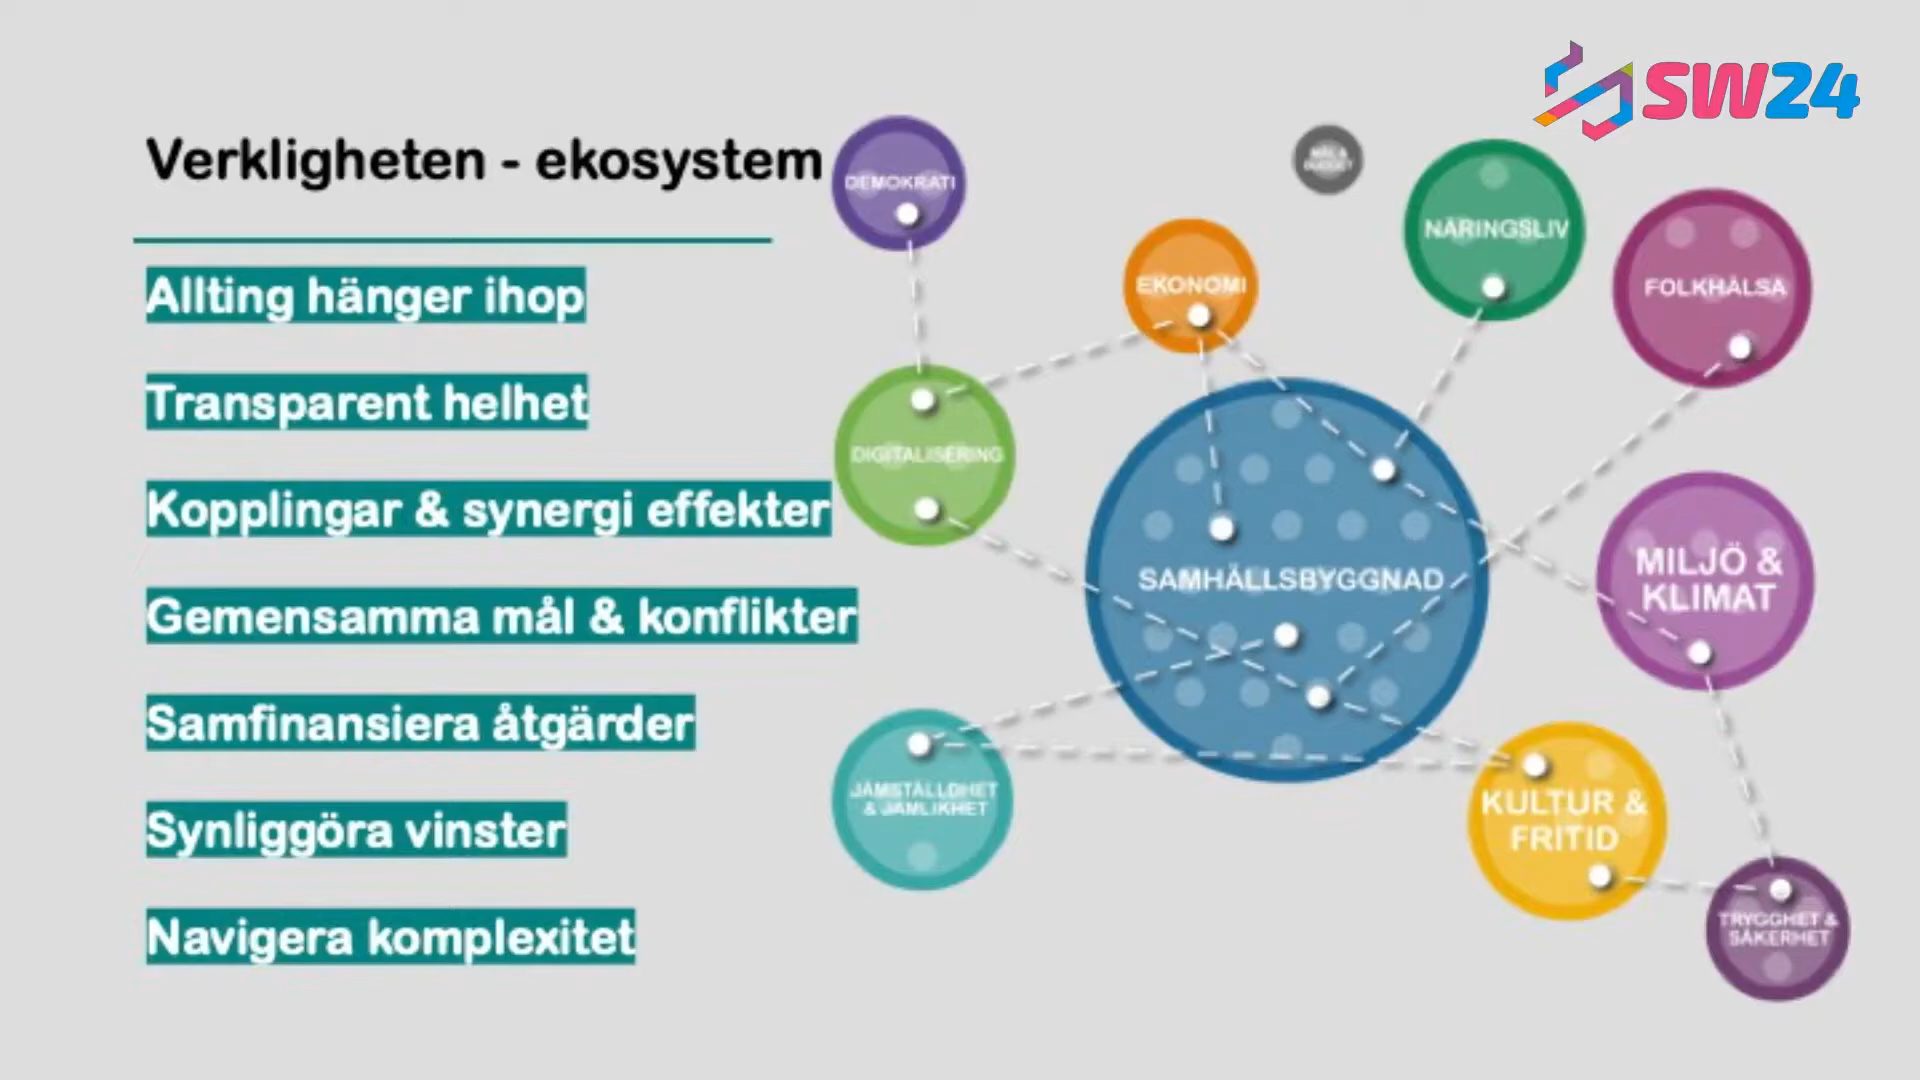 SW24
Verkligheten - ekosystem
Allting hänger ihop
Transparent helhet
Kopplingar & synergi effekter
Gemensamma mål & konflikter
Samfinansiera åtgärder
Synliggöra vinster
Navigera komplexitet
DEMOKRATI
EKONOMI
NÄRINGSLIV
FOLKHÄLSA
DIGITALISERING
SAMHÄLLSBYGGNAD
MILJÖ &
KLIMAT
JÄMSTÄLLDHET
& JÄMLIKHET
KULTUR &
FRITID
TRYGGHET &
SÄKERHET